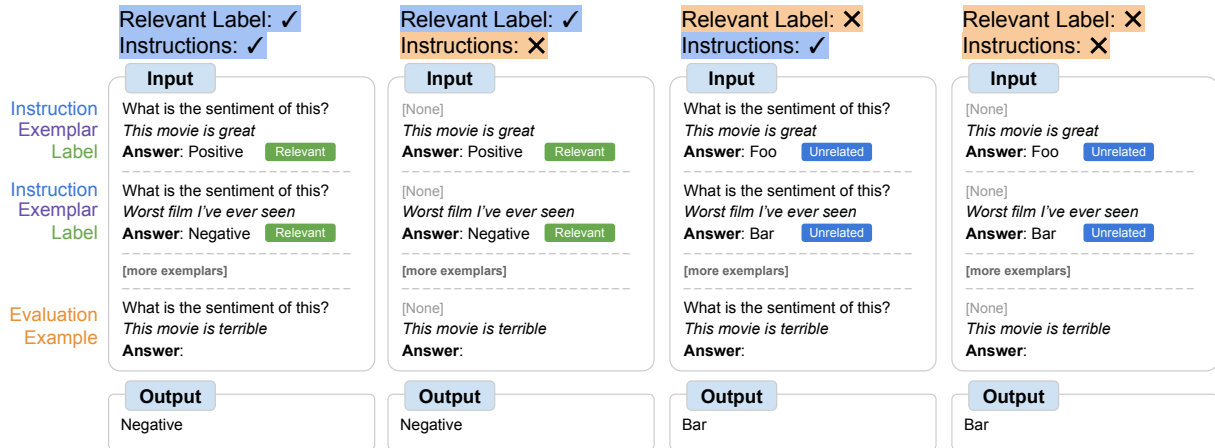 Relevant Label: ✓
Instructions: ✓
Relevant Label: ✓
Instructions: ✕
Relevant Label: ✕
Instructions: ✓
Relevant Label: ✕
Instructions: ✕
Instruction
Exemplar
Label
Instruction
Exemplar
Label
Evaluation
Example
Input
What is the sentiment of this?
This movie is great
Answer: Positive Relevant
What is the sentiment of this?
Worst film I've ever seen
Answer: Negative Relevant
[more exemplars]
What is the sentiment of this?
This movie is terrible
Answer:
Output
Negative
Input
[None]
This movie is great
Answer: Positive Relevant
[None]
Worst film I've ever seen
Answer: Negative Relevant
[more exemplars]
[None]
This movie is terrible
Answer:
Output
Negative
Input
What is the sentiment of this?
This movie is great
Answer: Foo Unrelated
What is the sentiment of this?
Worst film I've ever seen
Answer: Bar Unrelated
[more exemplars]
What is the sentiment of this?
This movie is terrible
Answer:
Output
Bar
Input
[None]
This movie is great
Answer: Foo Unrelated
[None]
Worst film I've ever seen
Answer: Bar Unrelated
[more exemplars]
[None]
This movie is terrible
Answer:
Output
Bar